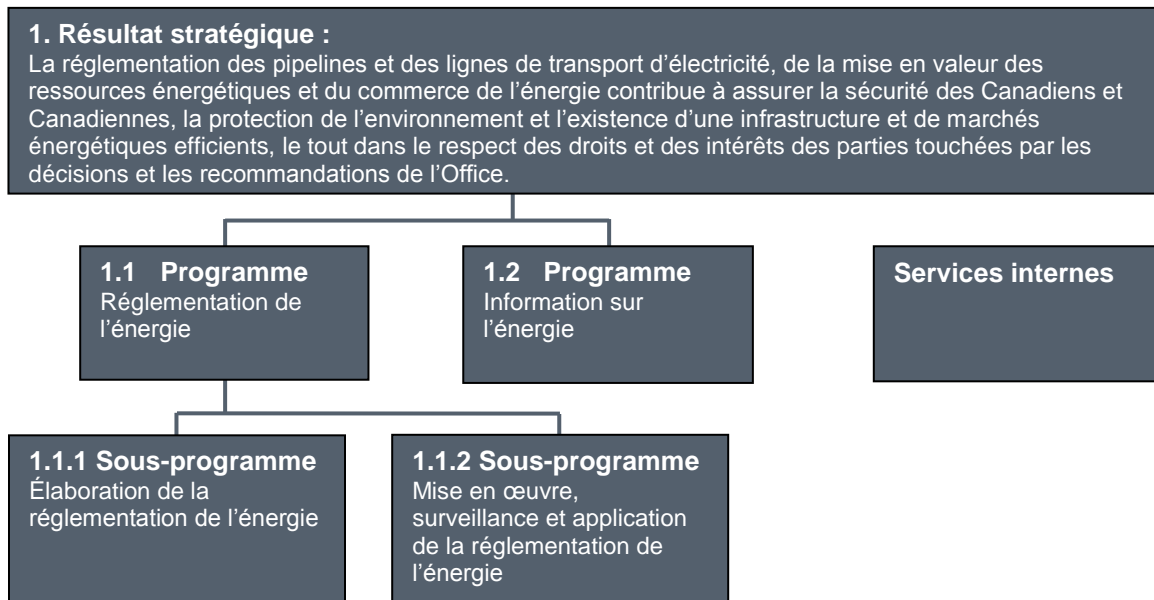 1. Résultat stratégique :
La réglementation des pipelines et des lignes de transport d’électricité, de la mise en valeur des
ressources énergétiques et du commerce de l’énergie contribue à assurer la sécurité des Canadiens et
Canadiennes, la protection de l’environnement et l’existence d’une infrastructure et de marchés
énergétiques efficients, le tout dans le respect des droits et des intérêts des parties touchées par les
décisions et les recommandations de l’Office.
1.1 Programme
Réglementation de
l’énergie
1.2 Programme
Information sur
l’énergie
Services internes
1.1.1 Sous-programme
Élaboration de la
réglementation de l’énergie
1.1.2 Sous-programme
Mise en œuvre,
surveillance et application
de la réglementation de
l’énergie